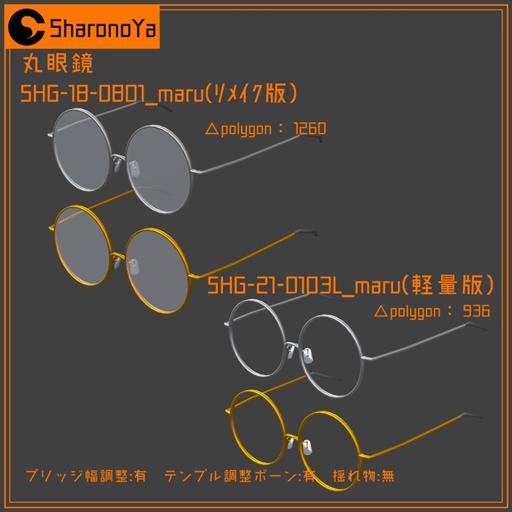 SharonoYa
丸眼鏡
SHG-18-0801_maru(ﾘﾒｲｸ版)
△polygon： 1260
SHG-21-0103L_maru(軽量版)
△polygon： 936
ブリッジ幅調整:有　テンプル調整ボーン:有　揺れ物:無